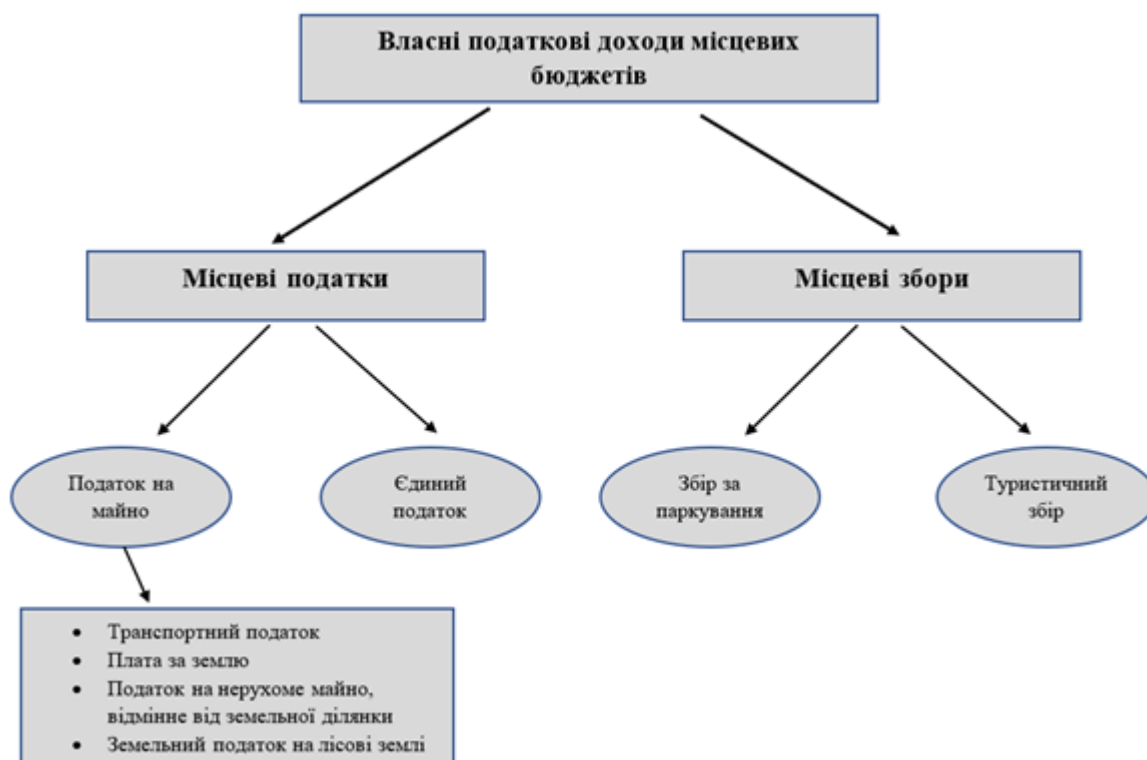 Власні податкові доходи місцевих
бюджетів
Місцеві податки
Місцеві збори
Податок на
майно
Єдиний
податок
Збір за
паркування
Туристичний
збір
• Транспортний податок
• Плата за землю
• Податок на нерухоме майно,
відмінне від земельної ділянки
• Земельний податок на лісові землі